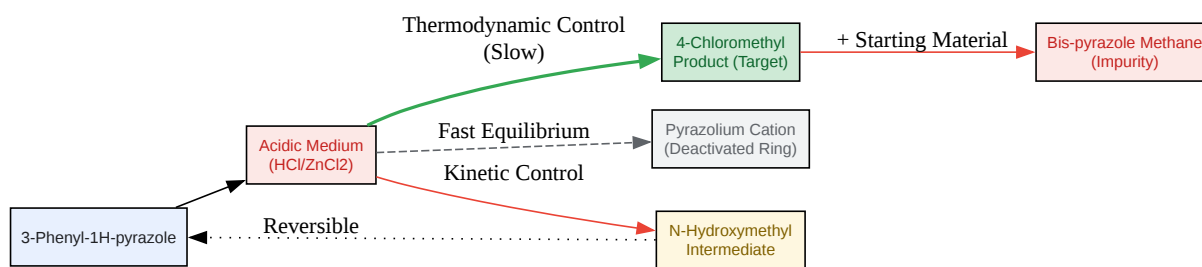 Thermodynamic Control
(Slow)
4-Chloromethyl
Product (Target)
+ Starting Material
Bis-pyrazole Methane
(Impurity)
Acidic Medium
(HCl/ZnCl2)
Fast Equilibrium
Pyrazolium Cation
(Deactivated Ring)
Kinetic Control
3-Phenyl-1H-pyrazole
Reversible
N-Hydroxymethyl
Intermediate